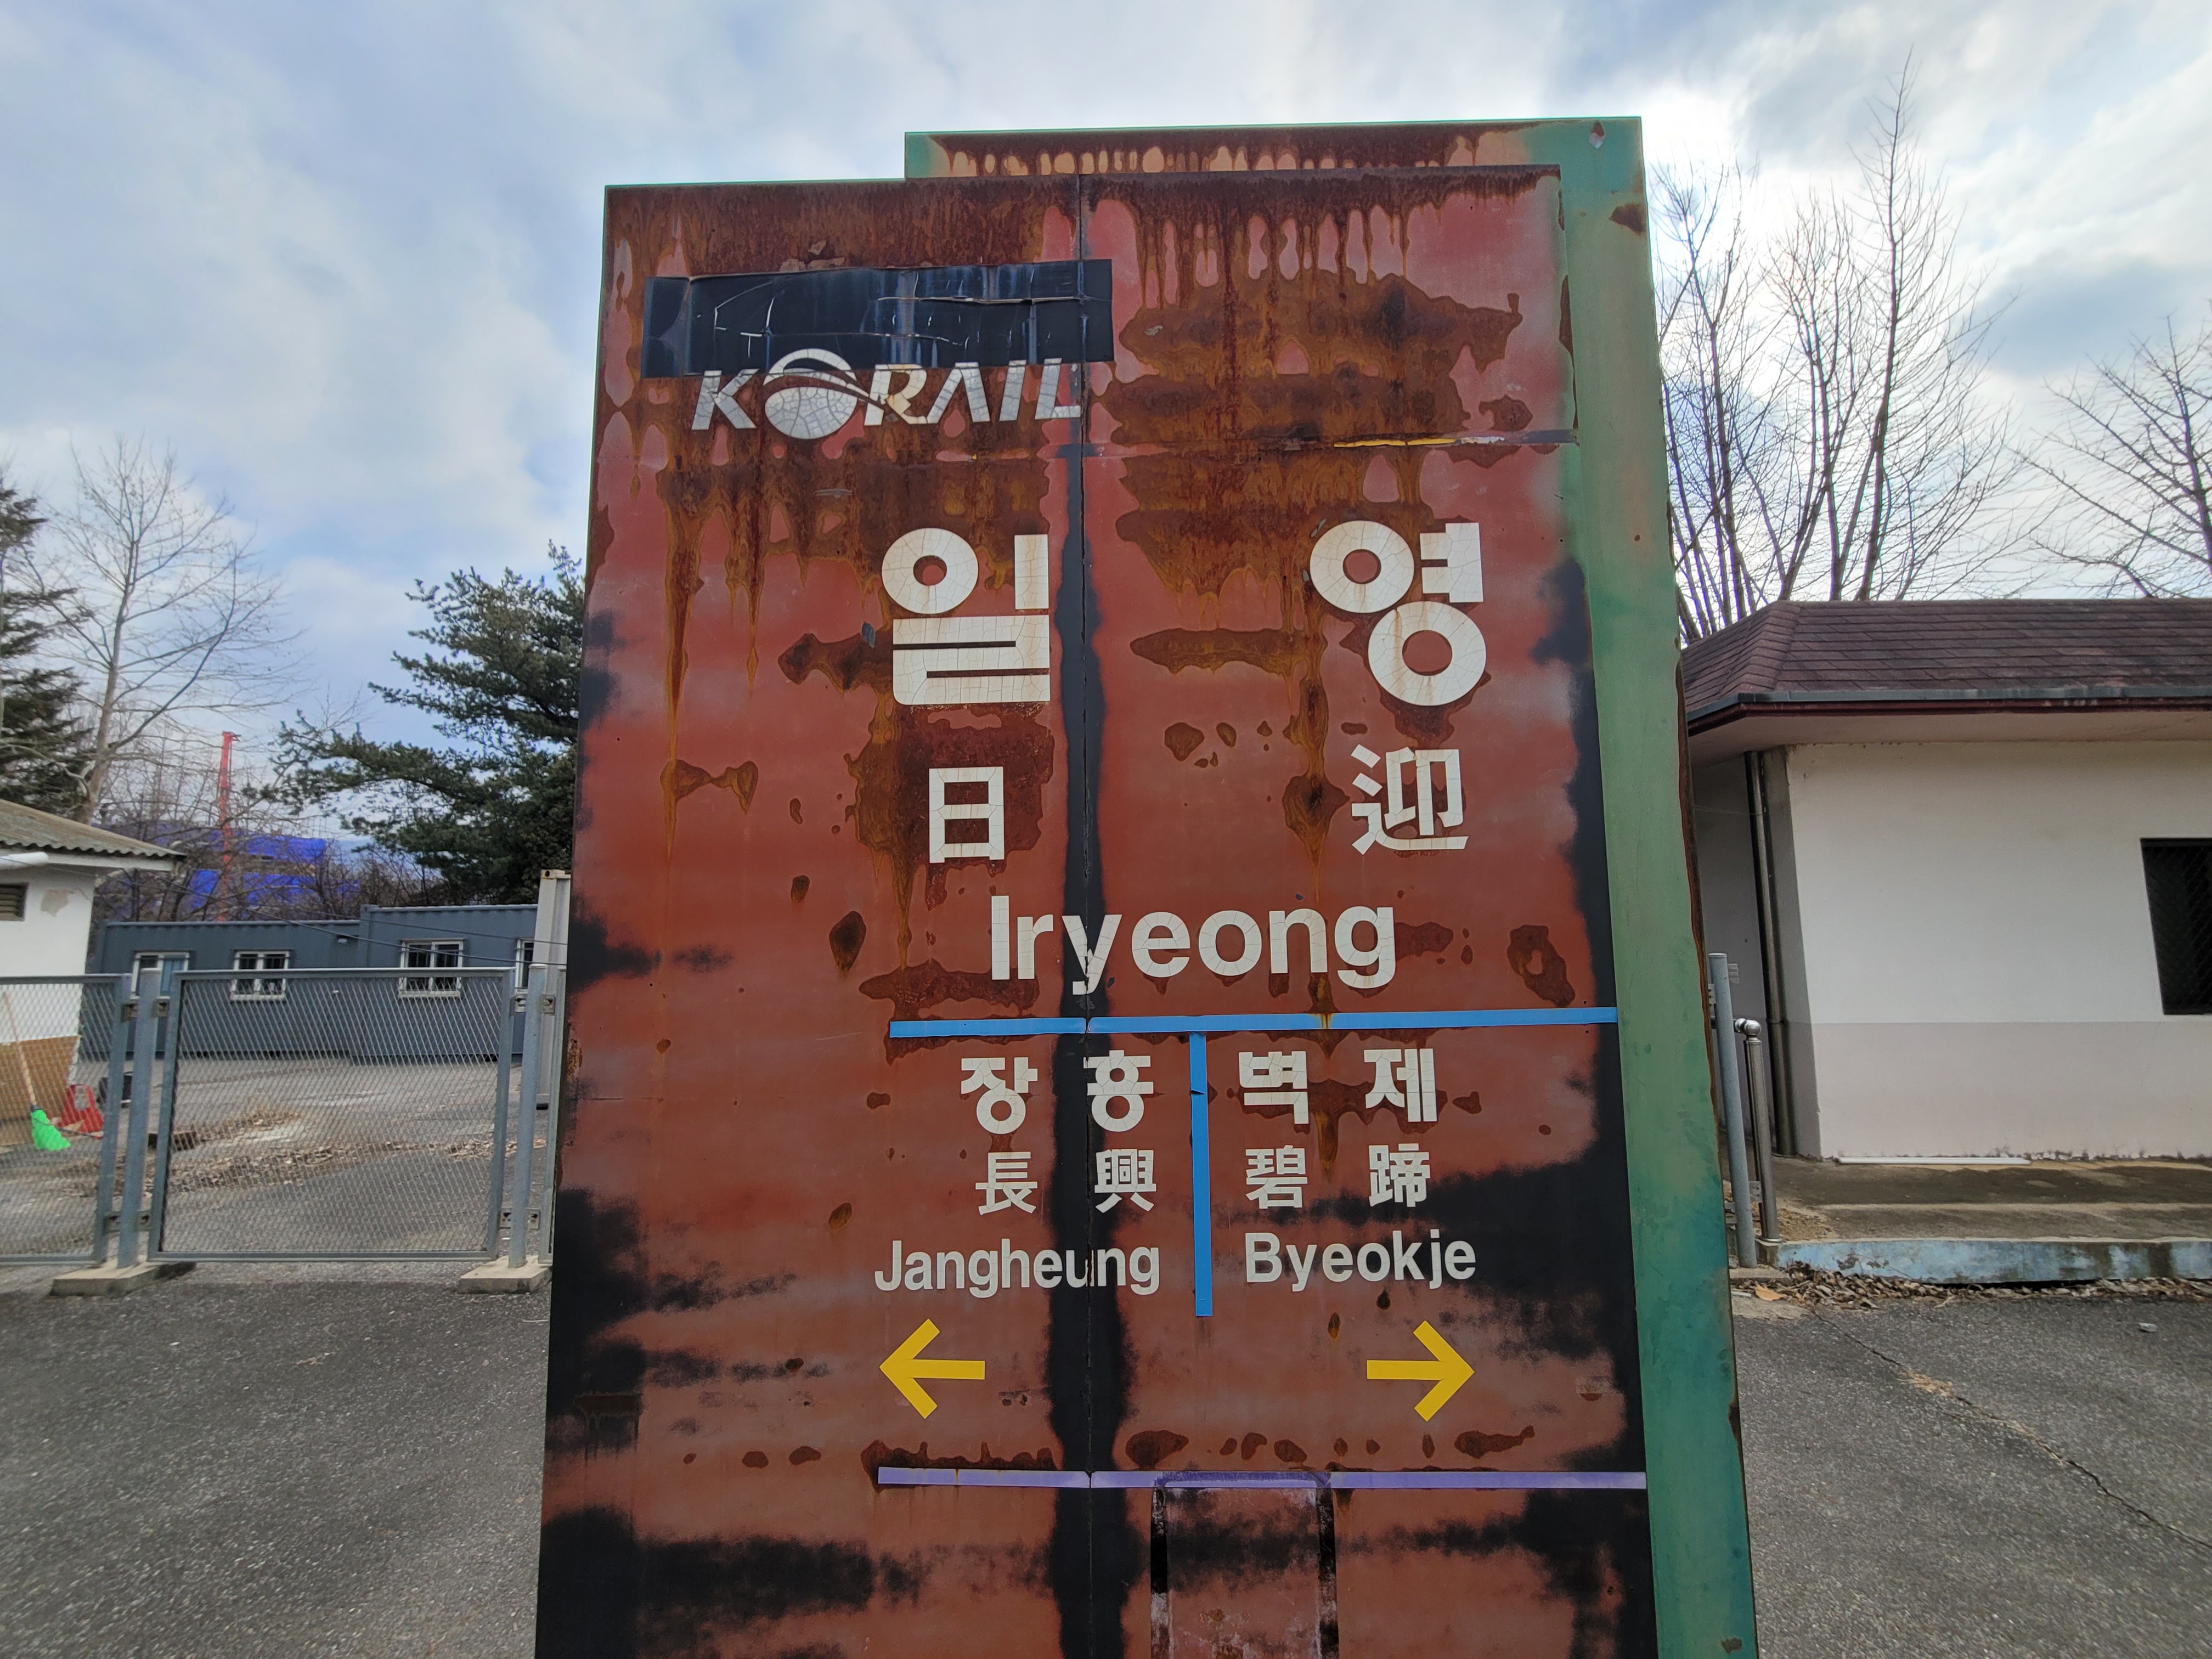 KORAIL
일 영
日 迎
Iryeong
장 흥 벽 제
長 興 碧 蹄
Jangheung Byeokje
← →